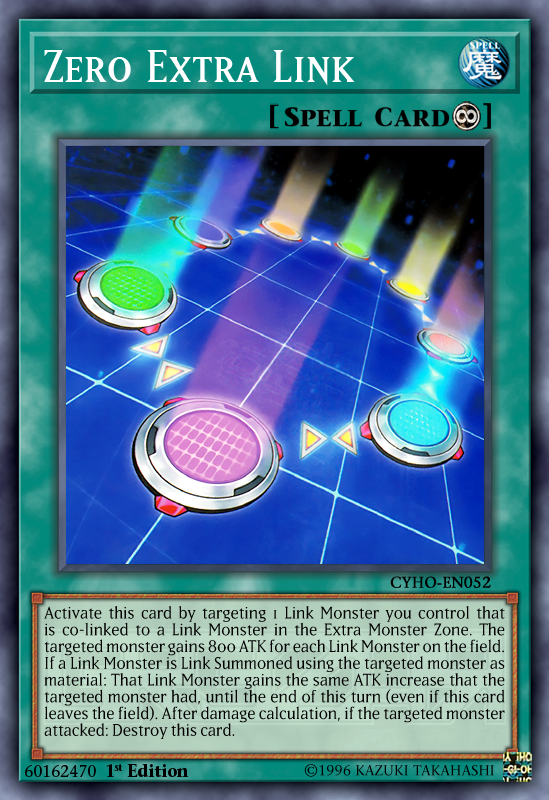 ZERO EXTRA LINK
SPELL
魔
[SPELL CARD]
CYHO-EN052
Activate this card by targeting 1 Link Monster you control that
is co-linked to a Link Monster in the Extra Monster Zone. The
targeted monster gains 800 ATK for each Link Monster on the field.
If a Link Monster is Link Summoned using the targeted monster as
material: That Link Monster gains the same ATK increase that the
targeted monster had, until the end of this turn (even if this card
leaves the field). After damage calculation, if the targeted monster
attacked: Destroy this card.
60162470 1st Edition ©1996 KAZUKI TAKAHASHI